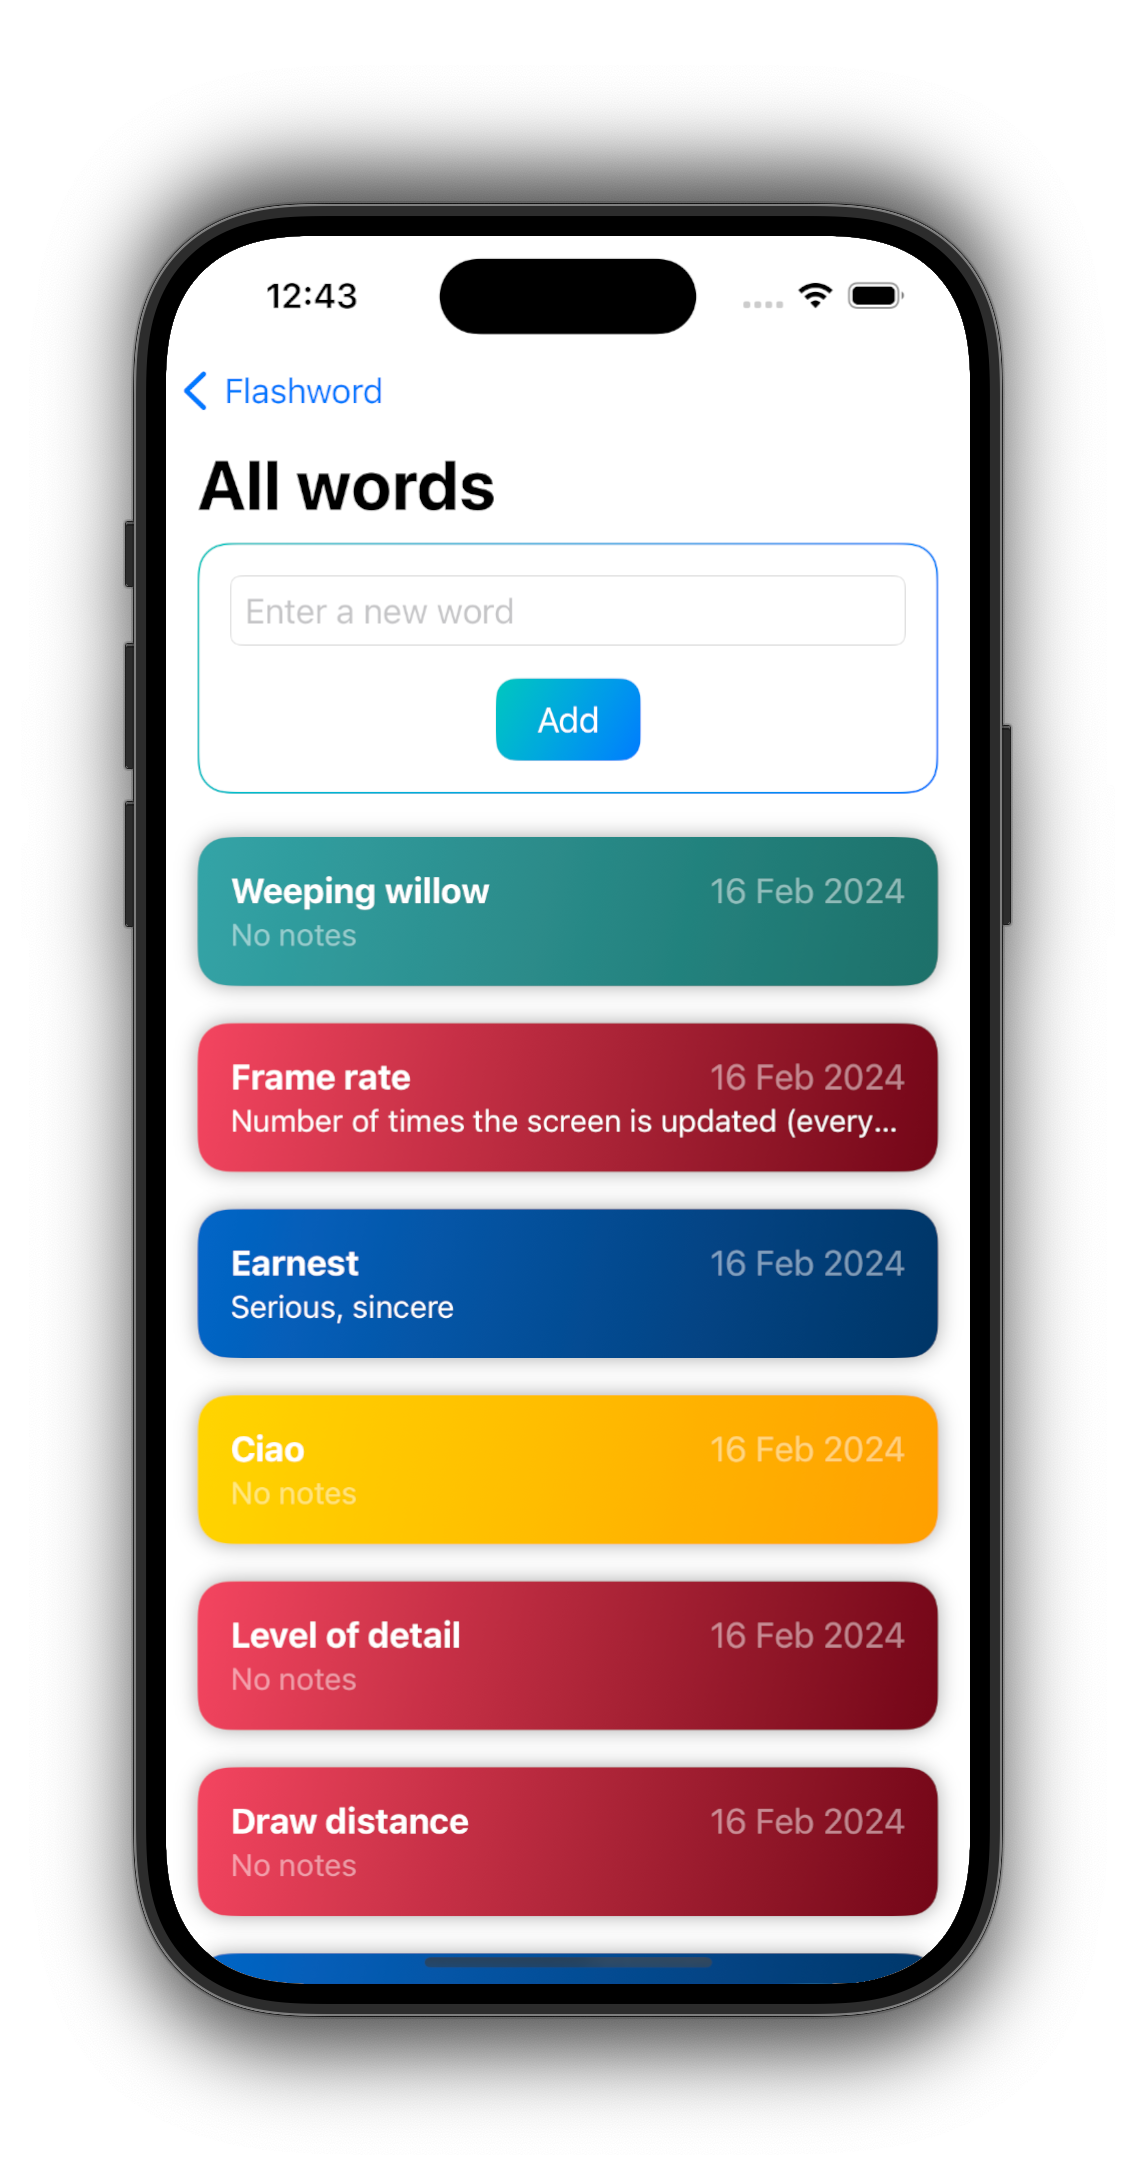 12:43
Flashword
All words
Enter a new word
Add
Weeping willow 16 Feb 2024
No notes
Frame rate 16 Feb 2024
Number of times the screen is updated (every...
Earnest 16 Feb 2024
Serious, sincere
Ciao 16 Feb 2024
No notes
Level of detail 16 Feb 2024
No notes
Draw distance 16 Feb 2024
No notes